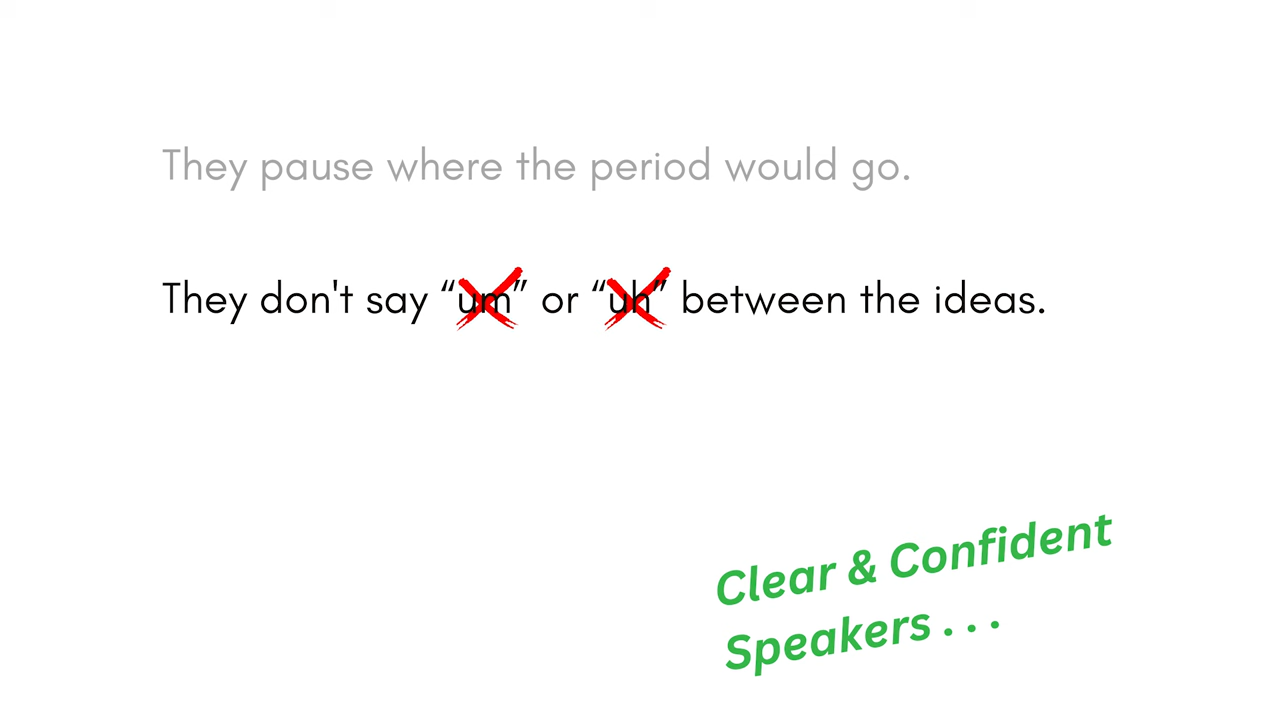 They pause where the period would go.
They don't say “um” or “uh” between the ideas.
Clear & Confident
Speakers . . .